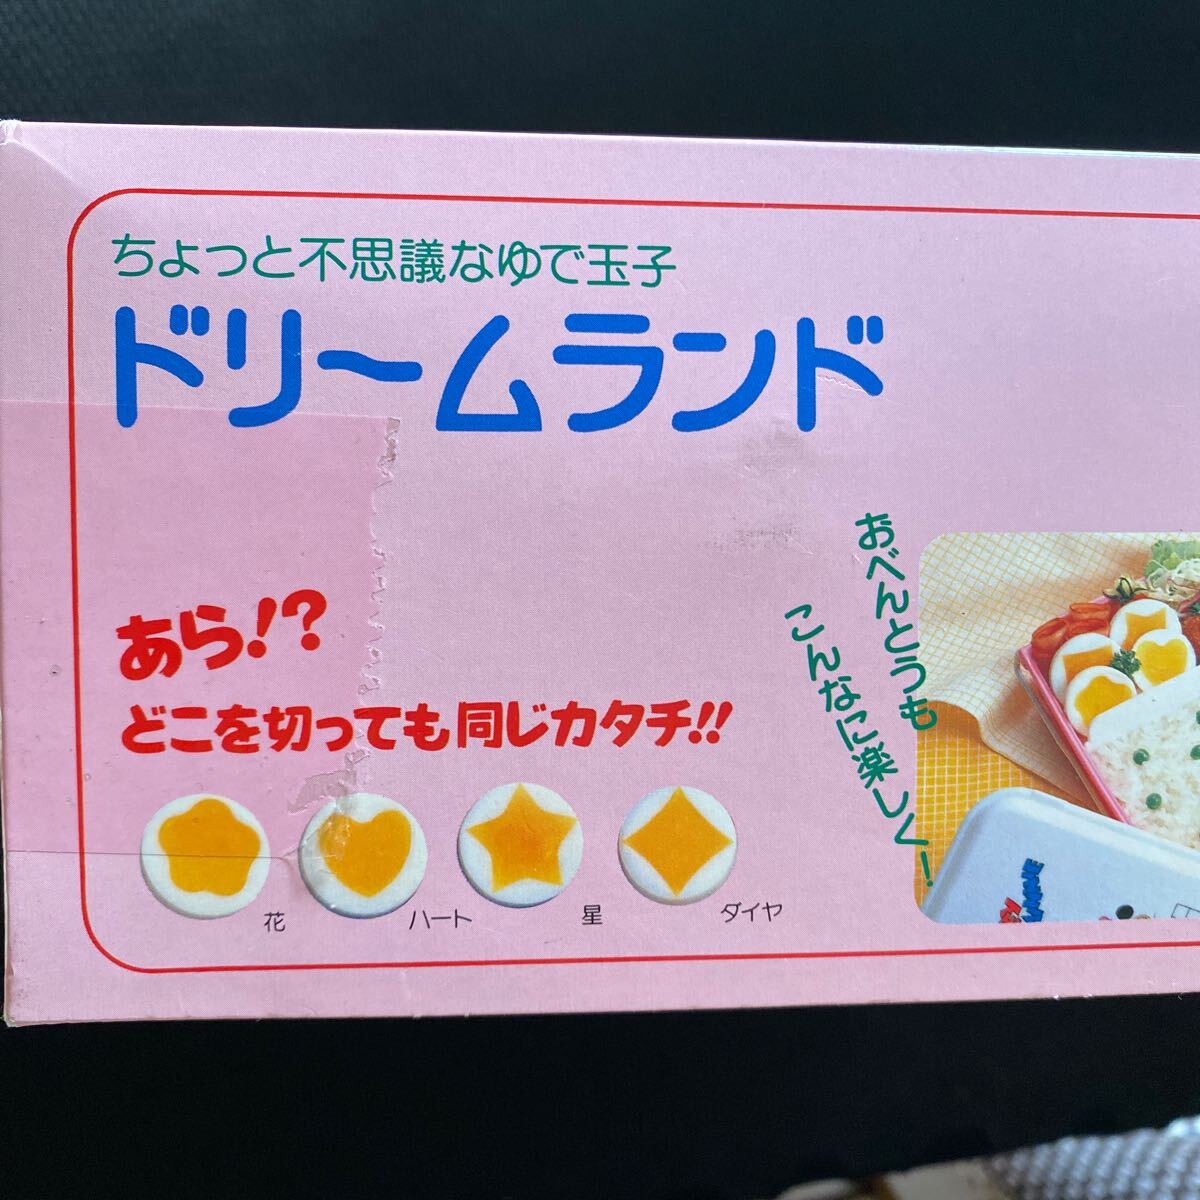 ちょっと不思議なゆで玉子
ドリームランド
あら!?
どこを切っても同じカタチ!!
おべんとうも
こんなに楽しく!
花
ハート
星
ダイヤ